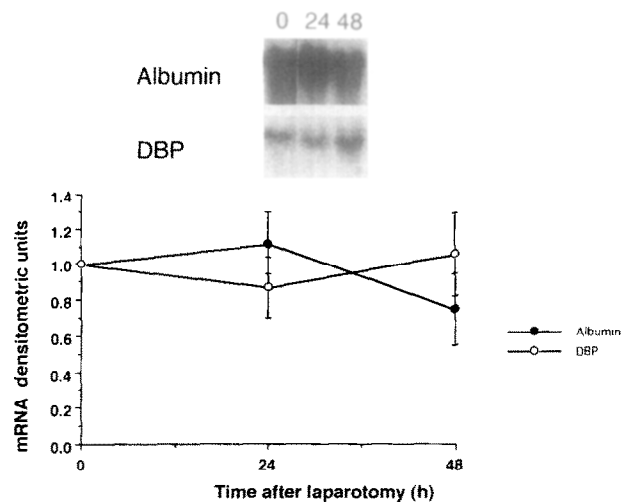 0 24 48
Albumin
DBP
mRNA densitometric units
1.4
1.2
1.0
0.8
0.6
0.4
0.2
0.0
0 24 48
Time after laparotomy (h)
Albumin
DBP